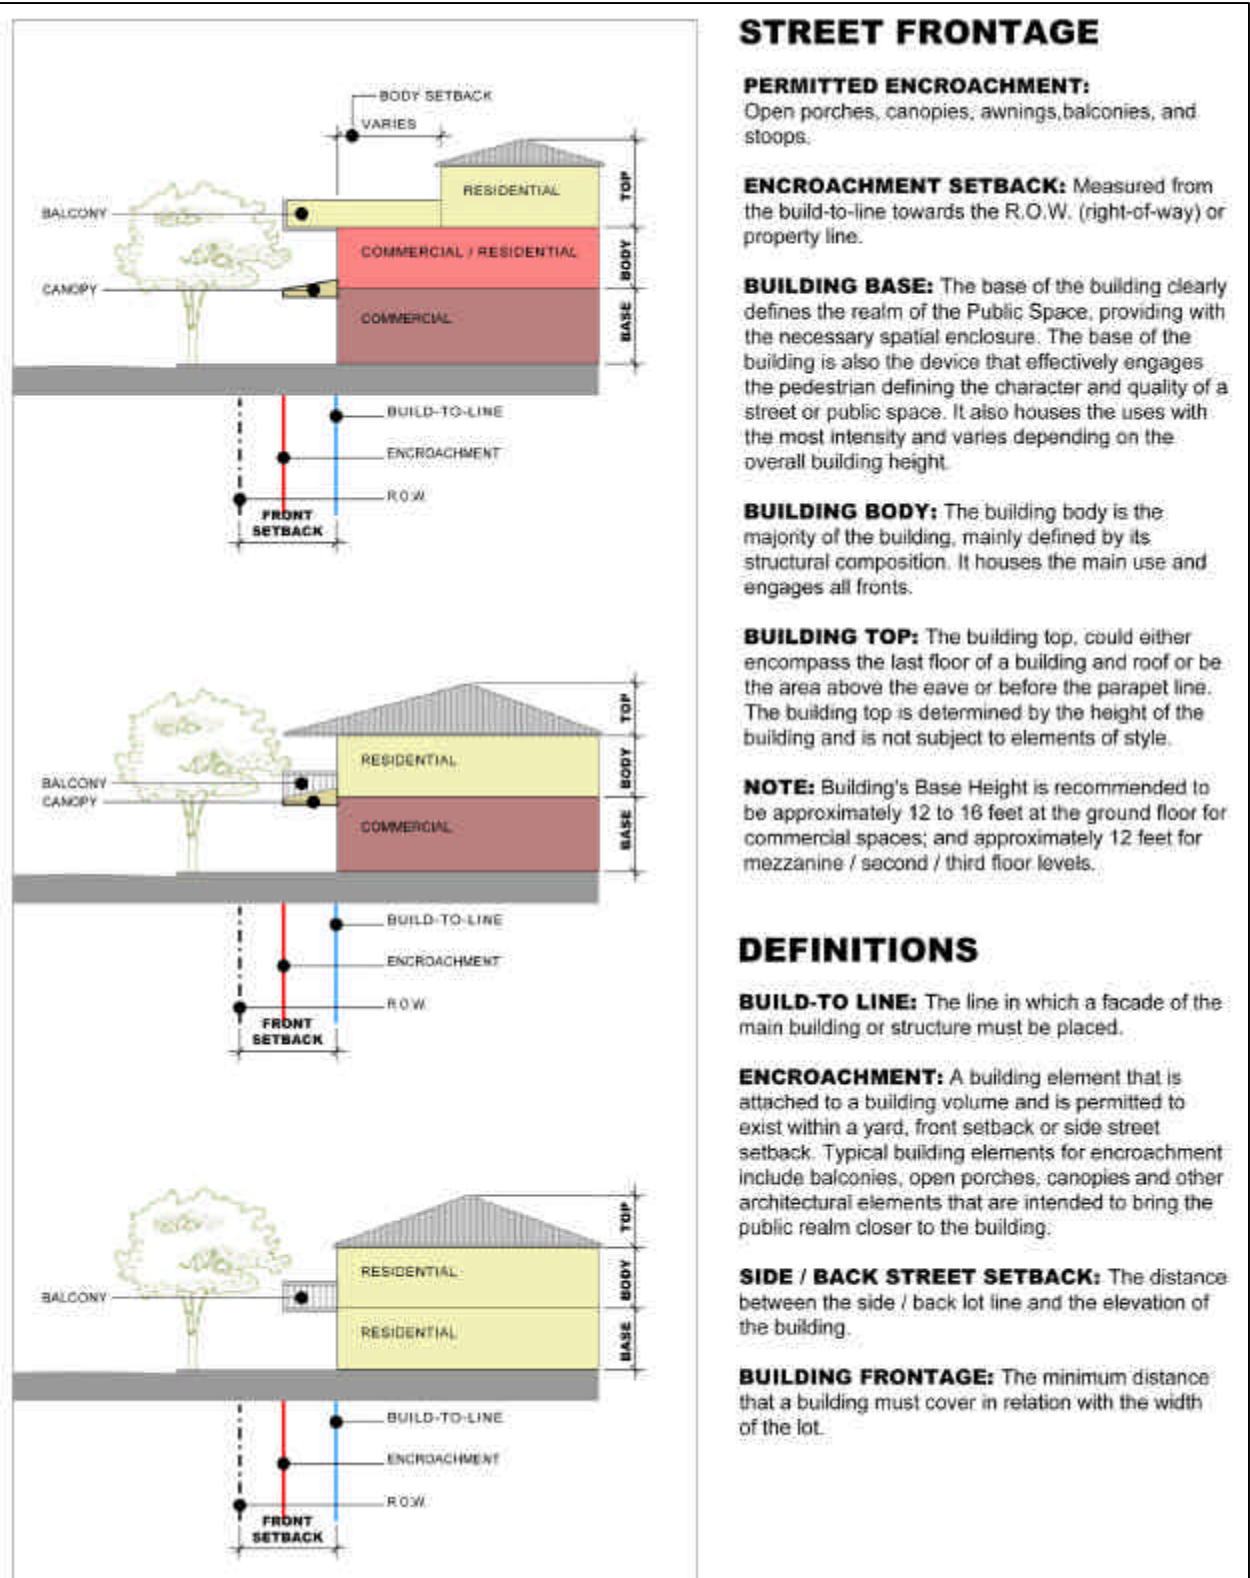 BODY SETBACK
VARIES
RESIDENTIAL
TOP
BALCONY
COMMERCIAL / RESIDENTIAL
BODY
CANOPY
COMMERCIAL
BASE
BUILD-TO-LINE
ENCROACHMENT
R.O.W.
FRONT
SETBACK
TOP
RESIDENTIAL
BODY
BALCONY
CANOPY
COMMERCIAL
BASE
BUILD-TO-LINE
ENCROACHMENT
R.O.W.
FRONT
SETBACK
TOP
RESIDENTIAL
BODY
BALCONY
RESIDENTIAL
BASE
BUILD-TO-LINE
ENCROACHMENT
R.O.W.
FRONT
SETBACK
STREET FRONTAGE
PERMITTED ENCROACHMENT:
Open porches, canopies, awnings,balconies, and
stoops.
ENCROACHMENT SETBACK: Measured from
the build-to-line towards the R.O.W. (right-of-way) or
property line.
BUILDING BASE: The base of the building clearly
defines the realm of the Public Space, providing with
the necessary spatial enclosure. The base of the
building is also the device that effectively engages
the pedestrian defining the character and quality of a
street or public space. It also houses the uses with
the most intensity and varies depending on the
overall building height.
BUILDING BODY: The building body is the
majority of the building, mainly defined by its
structural composition. It houses the main use and
engages all fronts.
BUILDING TOP: The building top, could either
encompass the last floor of a building and roof or be
the area above the eave or before the parapet line.
The building top is determined by the height of the
building and is not subject to elements of style.
NOTE: Building's Base Height is recommended to
be approximately 12 to 16 feet at the ground floor for
commercial spaces; and approximately 12 feet for
mezzanine / second / third floor levels.
DEFINITIONS
BUILD-TO LINE: The line in which a facade of the
main building or structure must be placed.
ENCROACHMENT: A building element that is
attached to a building volume and is permitted to
exist within a yard, front setback or side street
setback. Typical building elements for encroachment
include balconies, open porches, canopies and other
architectural elements that are intended to bring the
public realm closer to the building.
SIDE / BACK STREET SETBACK: The distance
between the side / back lot line and the elevation of
the building.
BUILDING FRONTAGE: The minimum distance
that a building must cover in relation with the width
of the lot.